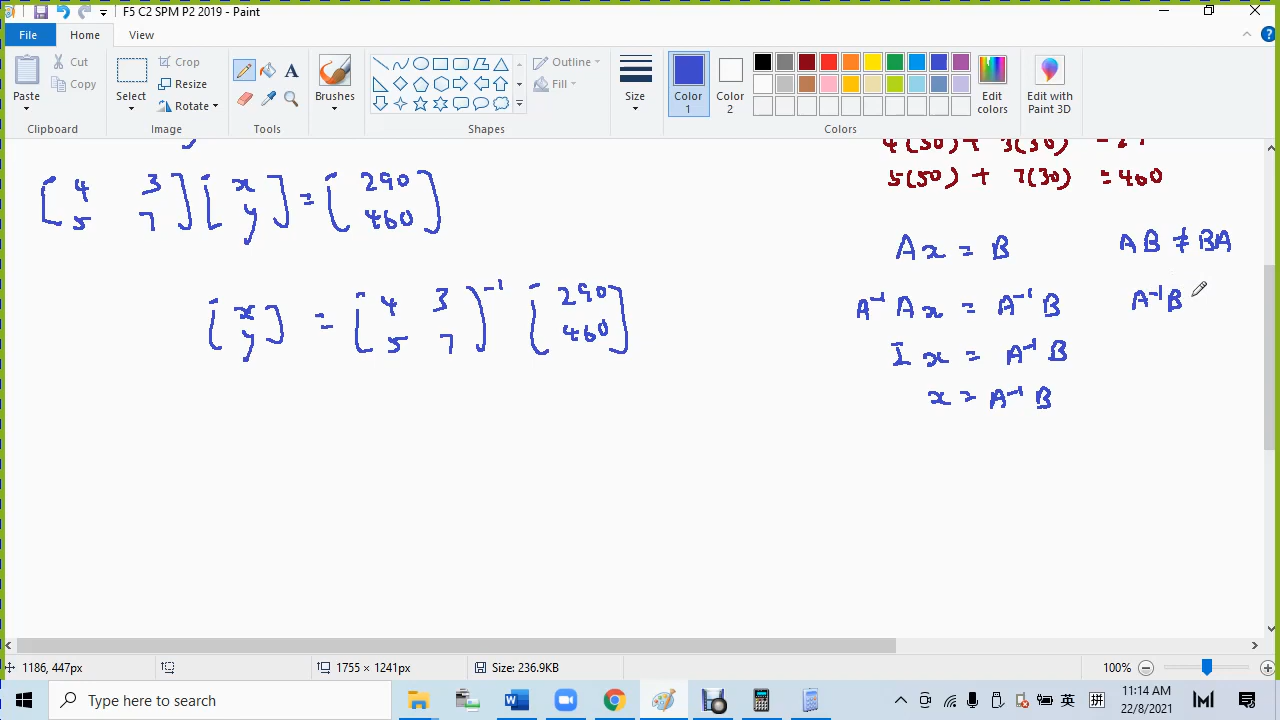 F5 C2 SPM P2 2019 - Paint
File Home View
Paste Cut Copy Clipboard
Select Crop Resize Rotate Image
A Tools
Brushes
Outline Fill Shapes
Size
Color 1 Color 2 Edit colors Colors
Edit with Paint 3D
5(50) + 7(30) = 460
[4 3 [x = [290
5 7] y] 460]
Ax = B
AB ≠ BA
[x = [4 3 ]⁻¹ [290
y] 5 7 460]
A⁻¹ Ax = A⁻¹ B
A⁻¹B
Ix = A⁻¹ B
x = A⁻¹ B
1186, 447px 1755 × 1241px Size: 236.9KB 100%
Type here to search
英 拼
11:14 AM
22/8/2021